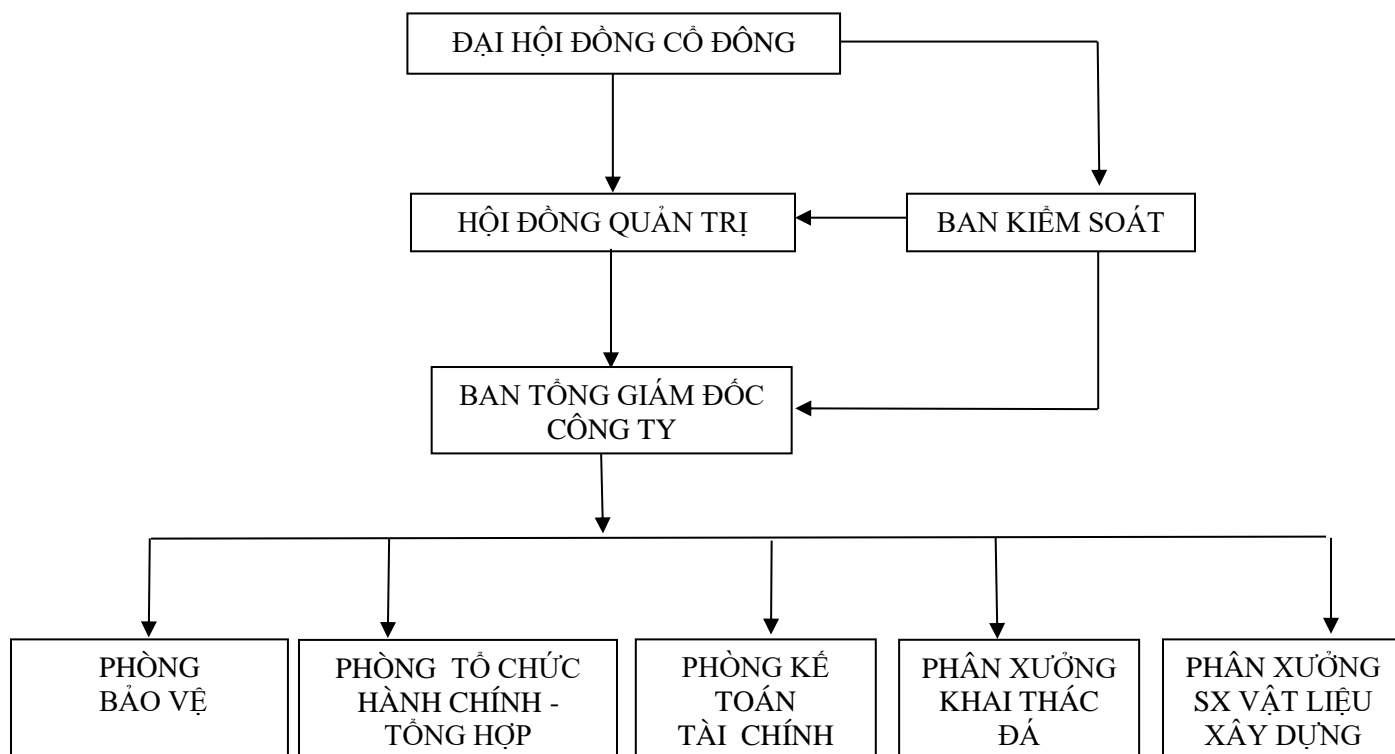 ĐẠI HỘI ĐỒNG CỔ ĐÔNG
HỘI ĐỒNG QUẢN TRỊ
BAN KIỂM SOÁT
BAN TỔNG GIÁM ĐỐC
CÔNG TY
PHÒNG
BẢO VỆ
PHÒNG TỔ CHỨC
HÀNH CHÍNH -
TỔNG HỢP
PHÒNG KẾ
TOÁN
TÀI CHÍNH
PHÂN XƯỞNG
KHAI THÁC
ĐÁ
PHÂN XƯỞNG
SX VẬT LIỆU
XÂY DỰNG